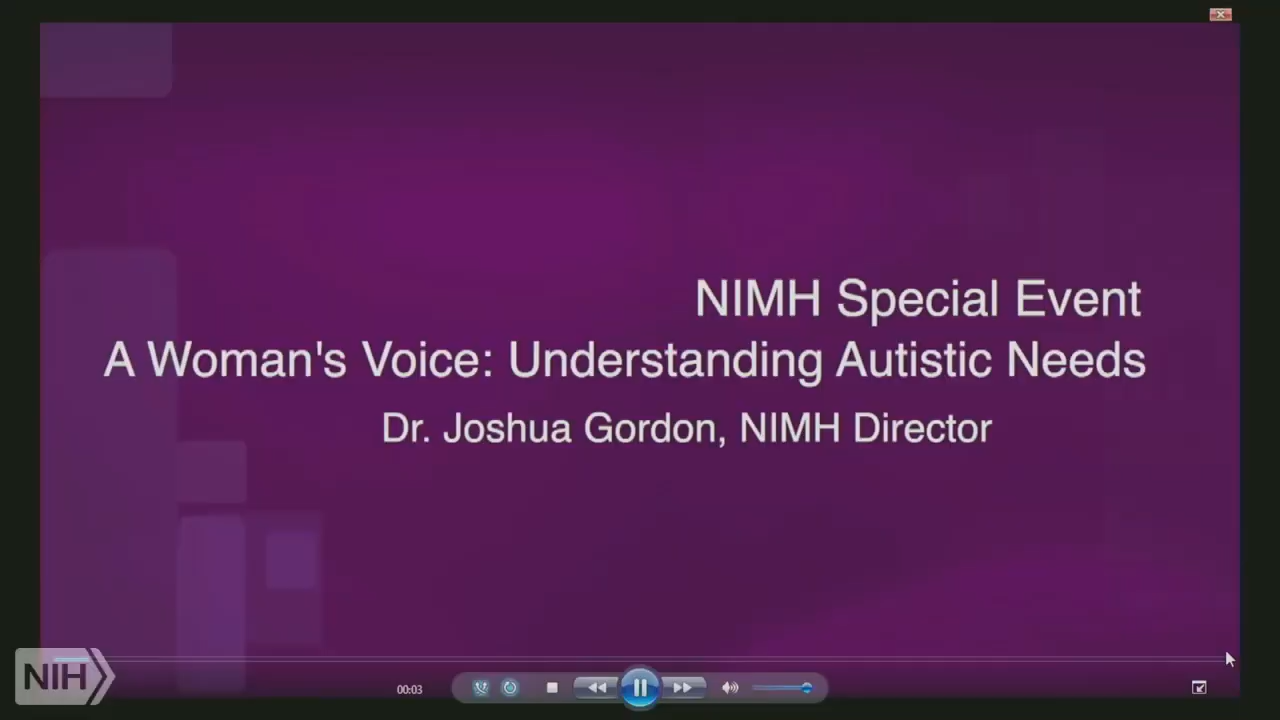 NIMH Special Event
A Woman's Voice: Understanding Autistic Needs
Dr. Joshua Gordon, NIMH Director
NIH
00:03